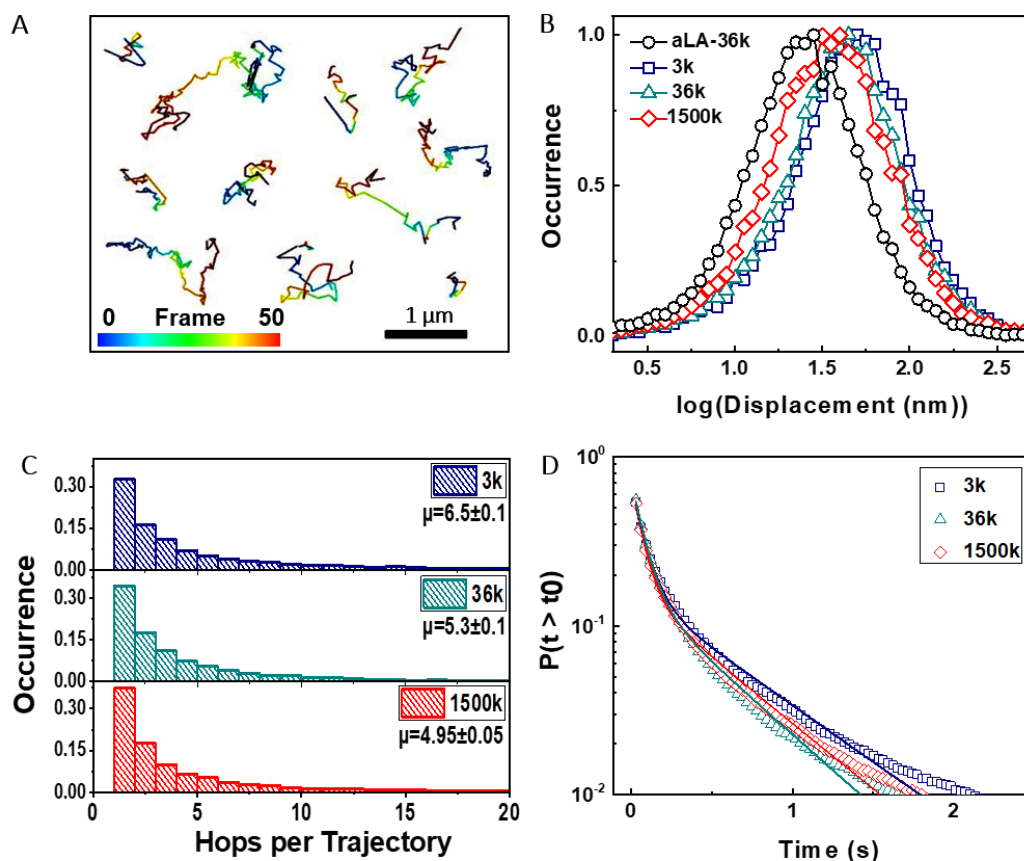 A
0 Frame 50
1 μm
B
aLA-36k
3k
36k
1500k
1.0
0.5
0.0
Occurrence
0.5 1.0 1.5 2.0 2.5
log(Displacement (nm))
C
3k
μ=6.5±0.1
36k
μ=5.3±0.1
1500k
μ=4.95±0.05
0.30
0.15
0.00
0.30
0.15
0.00
0.30
0.15
0.00
Occurrence
0 5 10 15 20
Hops per Trajectory
D
3k
36k
1500k
10⁰
10⁻¹
10⁻²
P(t > t0)
0 1 2
Time (s)